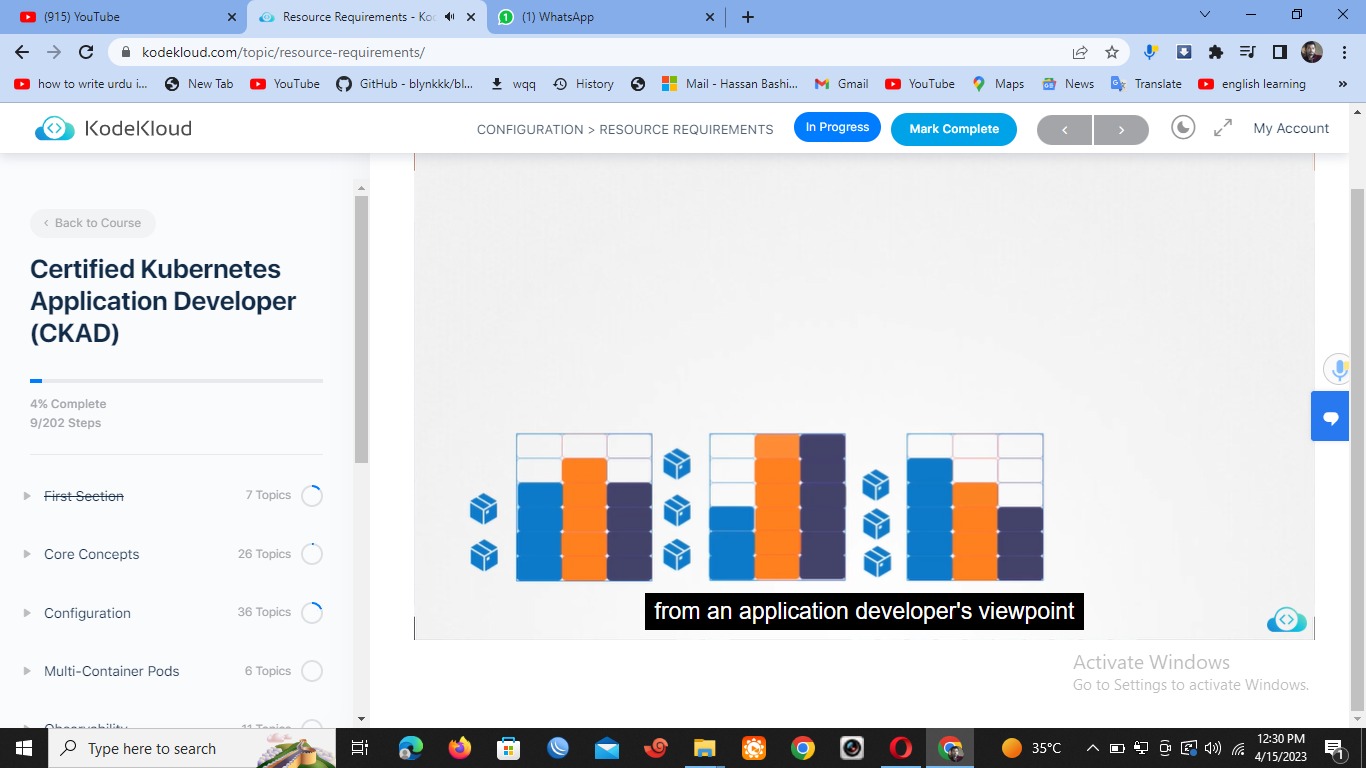 (915) YouTube
Resource Requirements - Ko
(1) WhatsApp
kodekloud.com/topic/resource-requirements/
how to write urdu i...
New Tab
YouTube
GitHub - blynkkk/bl...
wqq
History
Mail - Hassan Bashi...
Gmail
YouTube
Maps
News
Translate
english learning
»
KodeKloud
CONFIGURATION > RESOURCE REQUIREMENTS
In Progress
Mark Complete
My Account
Back to Course
Certified Kubernetes
Application Developer
(CKAD)
4% Complete
9/202 Steps
First Section 7 Topics
Core Concepts 26 Topics
Configuration 36 Topics
Multi-Container Pods 6 Topics
Observability 11 Topics
from an application developer's viewpoint
Activate Windows
Go to Settings to activate Windows.
Type here to search
35°C
12:30 PM
4/15/2023
1